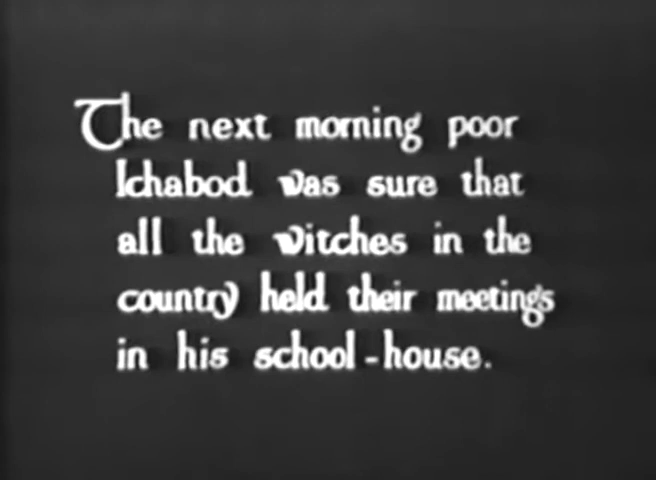 The next morning poor
Ichabod was sure that
all the witches in the
country held their meetings
in his school-house.